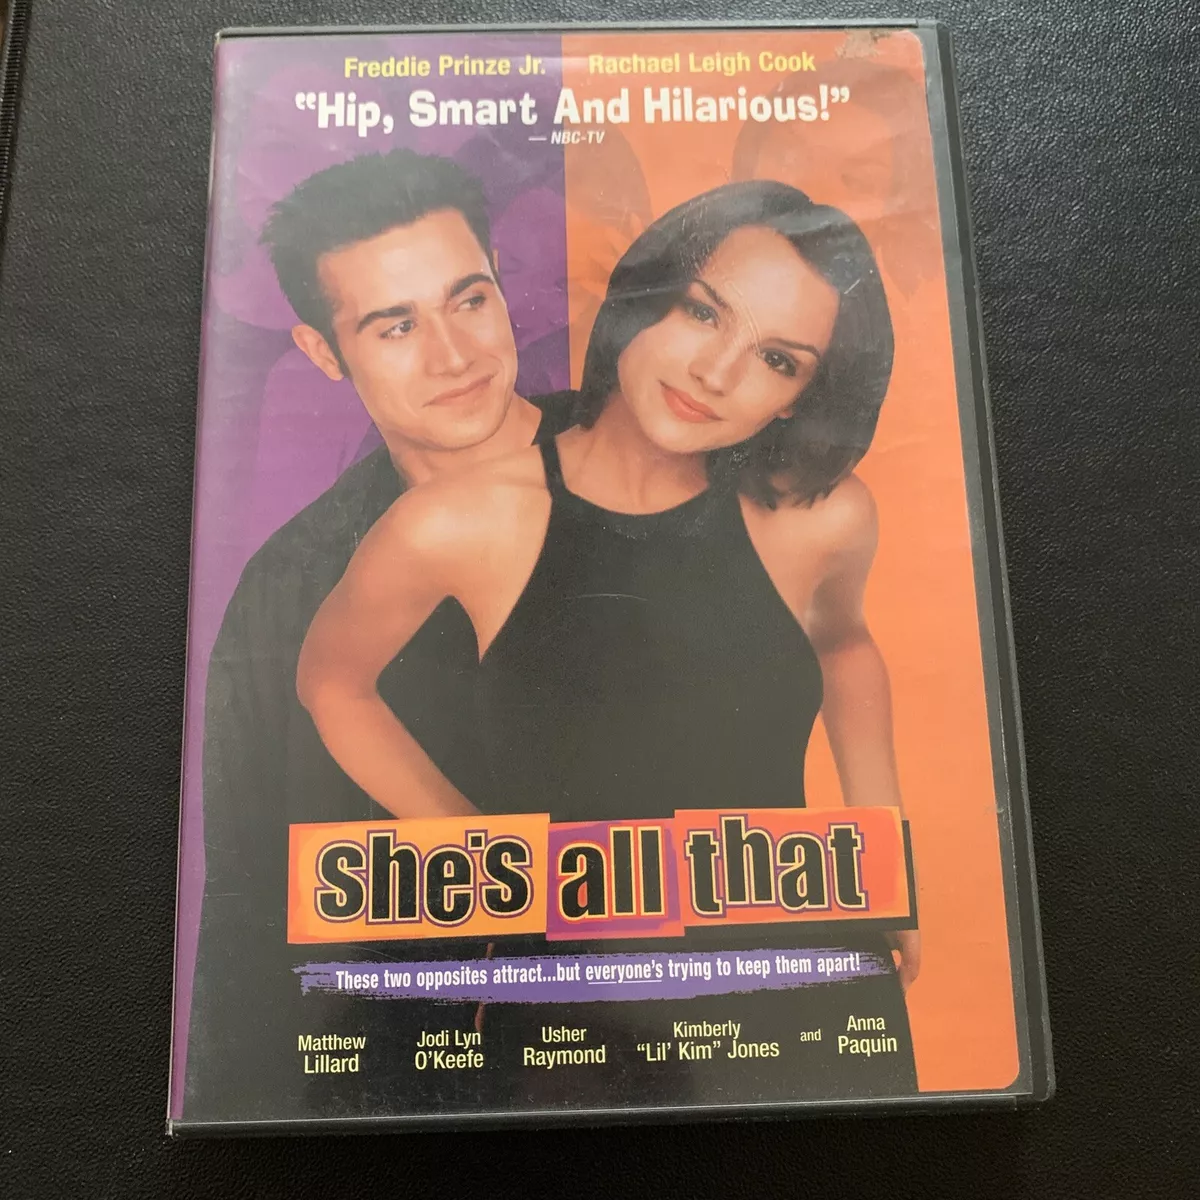 Freddie Prinze Jr. Rachael Leigh Cook
“Hip, Smart And Hilarious!”
— NBC-TV
she's all that
These two opposites attract...but everyone's trying to keep them apart!
Matthew Lillard
Jodi Lyn O'Keefe
Usher Raymond
Kimberly “Lil' Kim” Jones
and
Anna Paquin